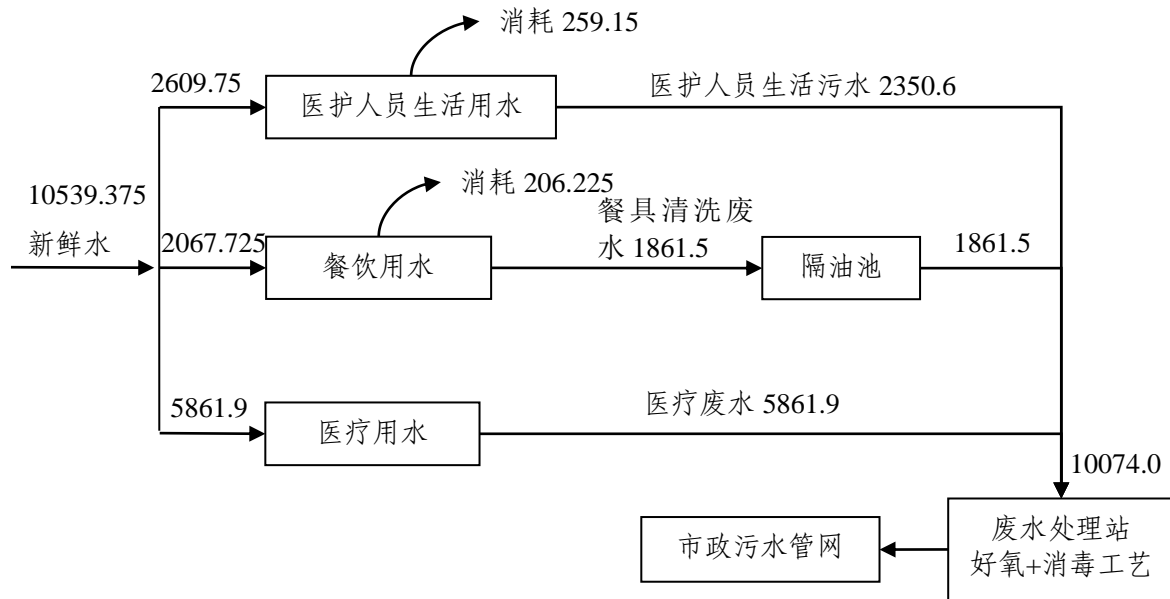 消耗 259.15
2609.75
医护人员生活用水
医护人员生活污水 2350.6
10539.375
新鲜水
消耗 206.225
2067.725
餐饮用水
餐具清洗废
水 1861.5
隔油池
1861.5
5861.9
医疗用水
医疗废水 5861.9
10074.0
市政污水管网
废水处理站
好氧+消毒工艺